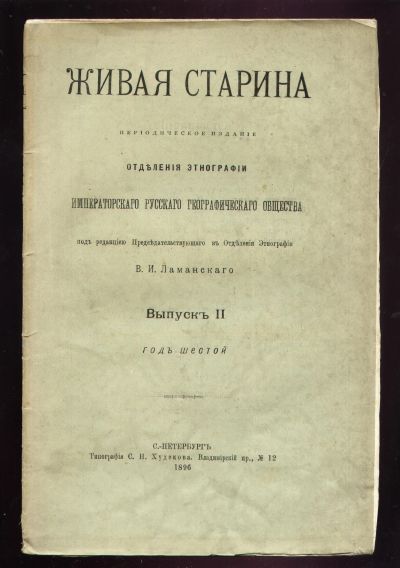 ЖИВАЯ СТАРИНА
ПЕРІОДИЧЕСКОЕ ИЗДАНІЕ
ОТДѢЛЕНІЯ ЭТНОГРАФІИ
ИМПЕРАТОРСКАГО РУССКАГО ГЕОГРАФИЧЕСКАГО ОБЩЕСТВА
подъ редакціею Предсѣдательствующаго въ Отдѣленіи Этнографіи
В. И. Ламанскаго
Выпускъ II
ГОДЪ ШЕСТОЙ
С.-ПЕТЕРБУРГЪ
Типографія С. Н. Худекова. Владимірскій пр., № 12
1896